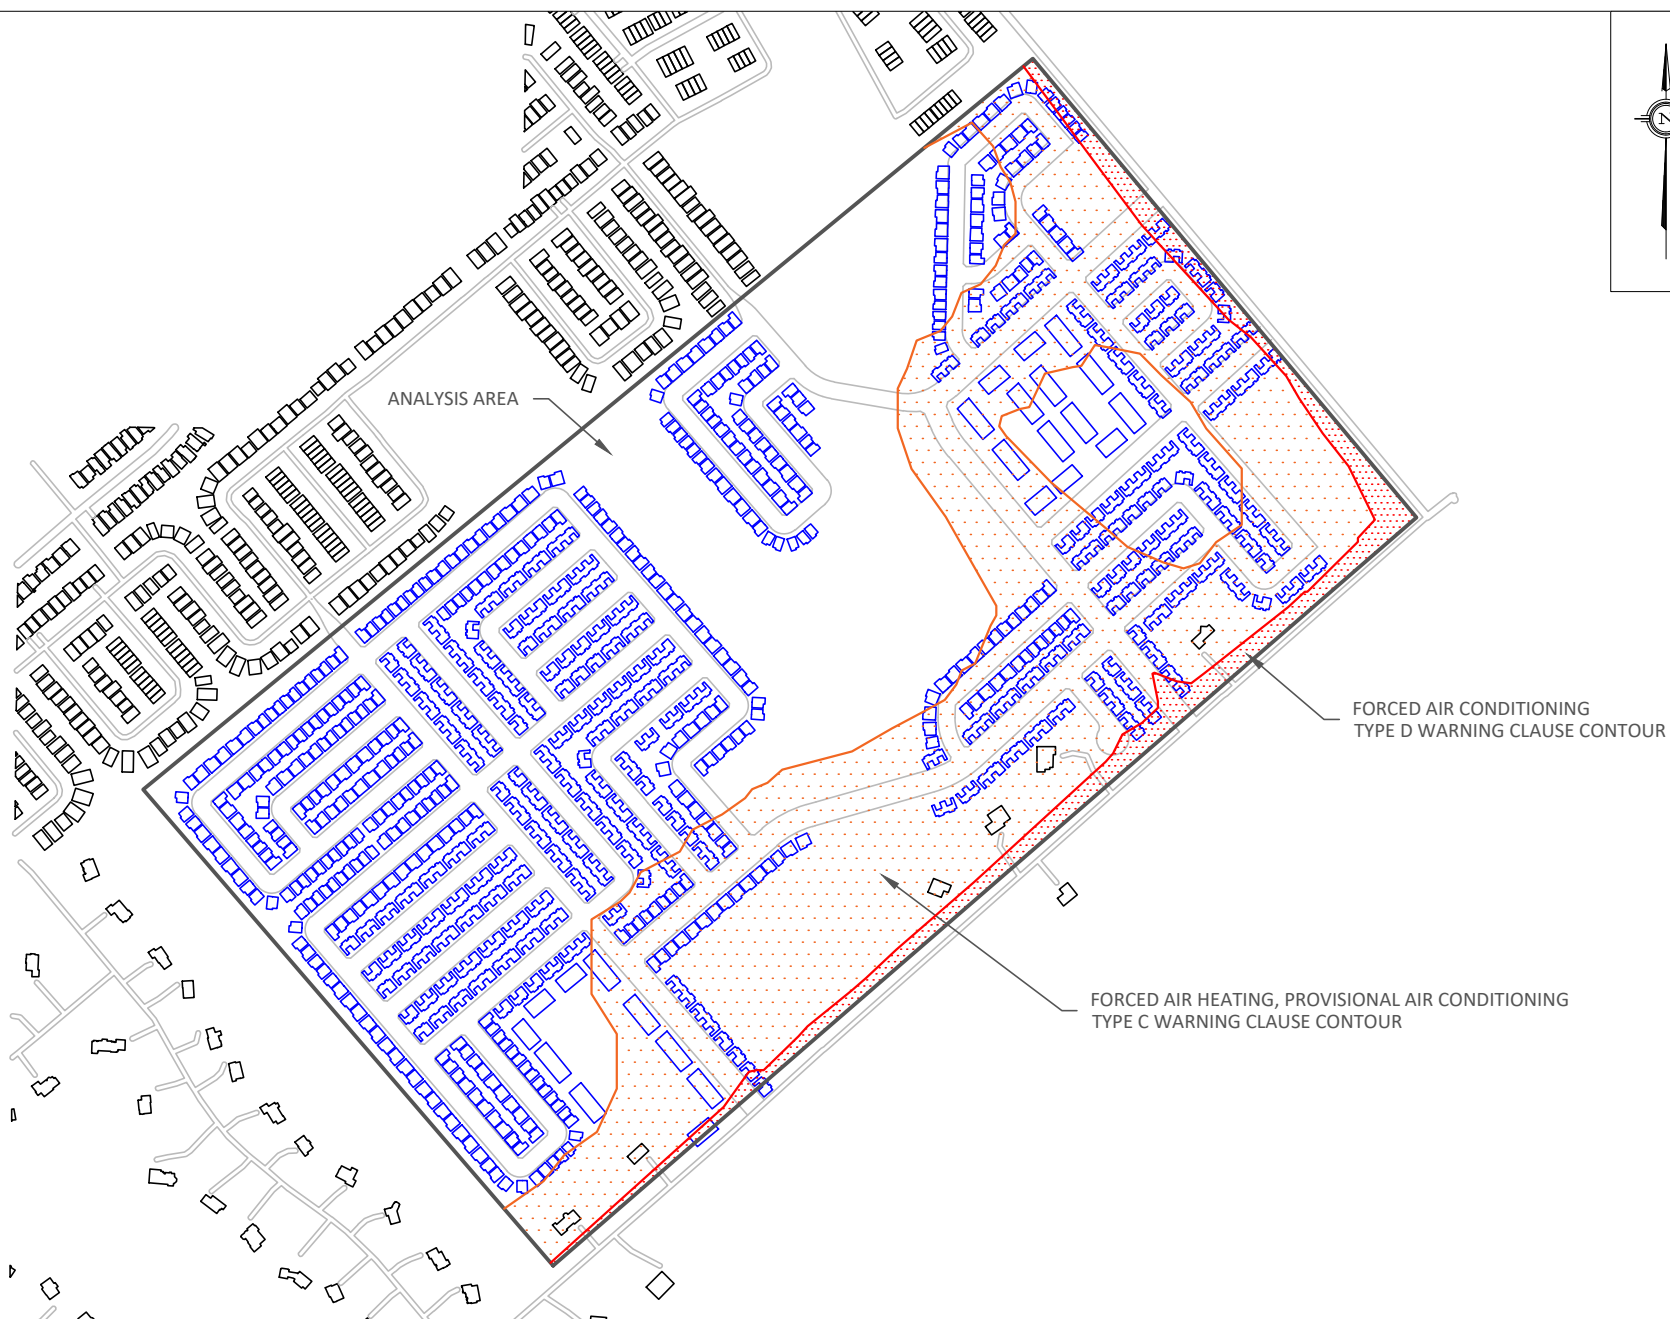 ANALYSIS AREA
FORCED AIR CONDITIONING
TYPE D WARNING CLAUSE CONTOUR
FORCED AIR HEATING, PROVISIONAL AIR CONDITIONING
TYPE C WARNING CLAUSE CONTOUR
Z